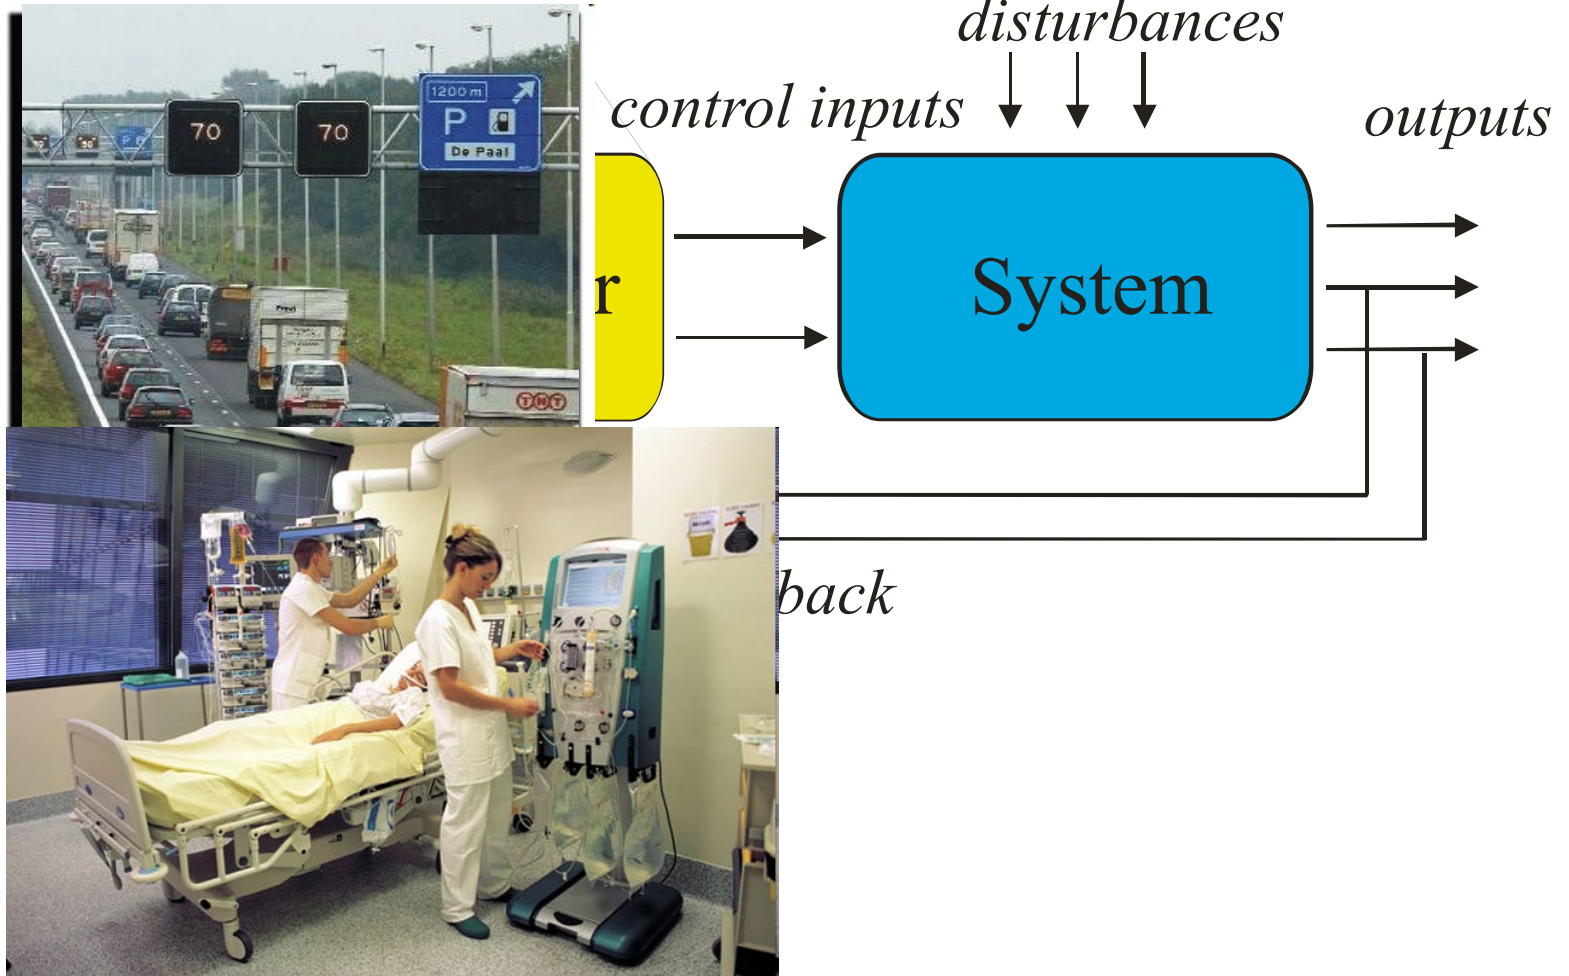 disturbances
control inputs
outputs
1200 m
70
70
P
De Paal
r
System
TNT
back